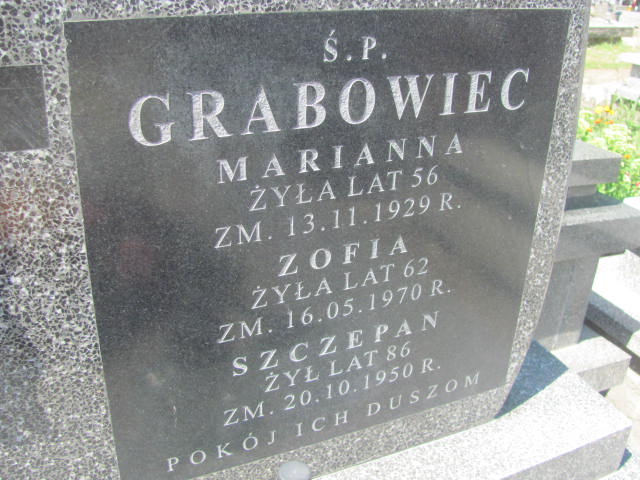 Ś.P.
GRABOWIEC
MARIANNA
ŻYŁA LAT 56
ZM. 13.11.1929 R.
ZOFIA
ŻYŁA LAT 62
ZM. 16.05.1970 R.
SZCZEPAN
ŻYŁ LAT 86
ZM. 20.10.1950 R.
POKÓJ ICH DUSZOM